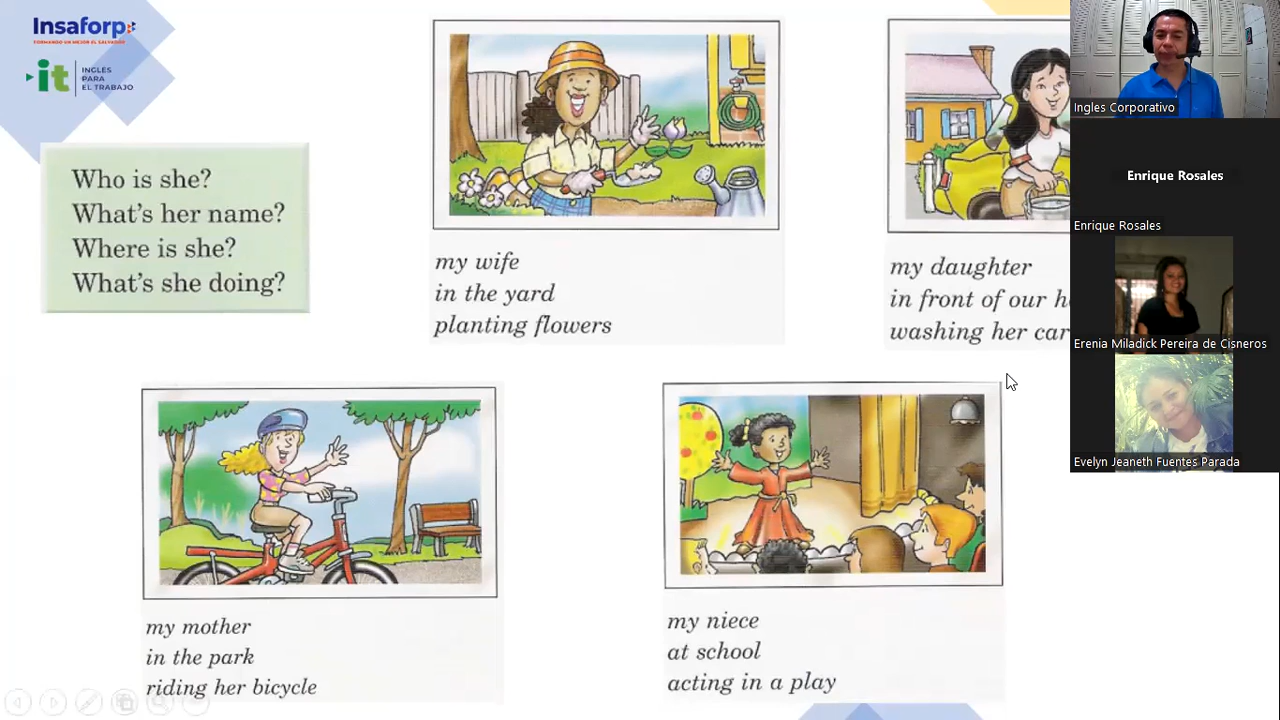 Insaforp
FORMANDO UN MEJOR EL SALVADOR
it
INGLES
PARA
EL TRABAJO
Who is she?
What's her name?
Where is she?
What's she doing?
my wife
in the yard
planting flowers
my daughter
in front of our
washing her car
my mother
in the park
riding her bicycle
my niece
at school
acting in a play
Ingles Corporativo
Enrique Rosales
Enrique Rosales
Erenia Miladick Pereira de Cisneros
Evelyn Jeaneth Fuentes Parada